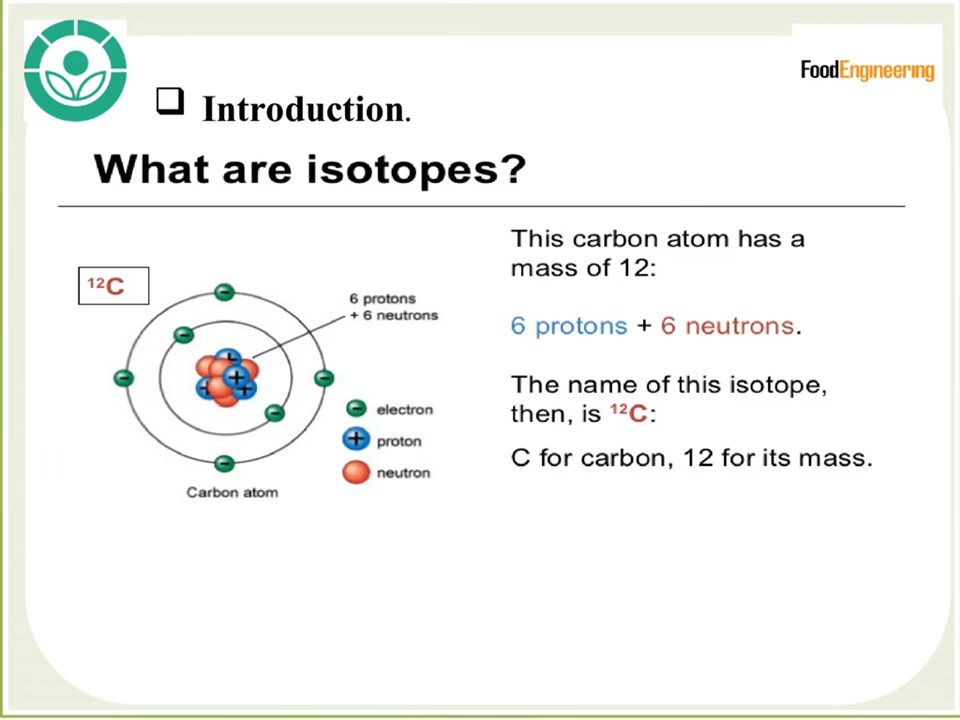 FoodEngineering
❑ Introduction.
What are isotopes?
¹²C
6 protons
+ 6 neutrons
electron
proton
neutron
Carbon atom
This carbon atom has a
mass of 12:
6 protons + 6 neutrons.
The name of this isotope,
then, is ¹²C:
C for carbon, 12 for its mass.